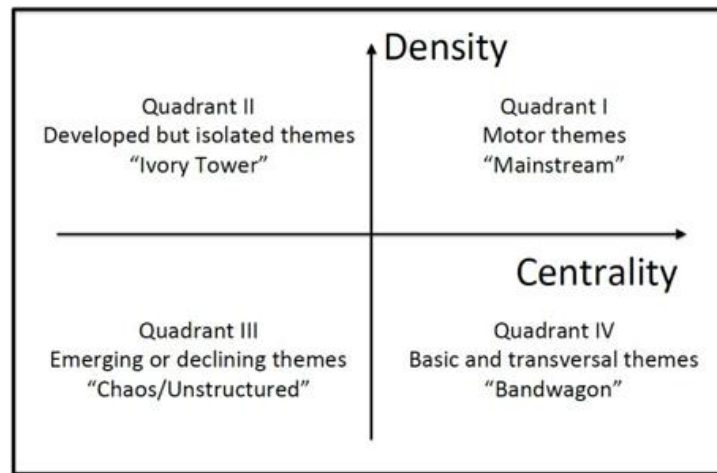 Density
Quadrant II
Developed but isolated themes
“Ivory Tower”
Quadrant I
Motor themes
“Mainstream”
Centrality
Quadrant III
Emerging or declining themes
“Chaos/Unstructured”
Quadrant IV
Basic and transversal themes
“Bandwagon”